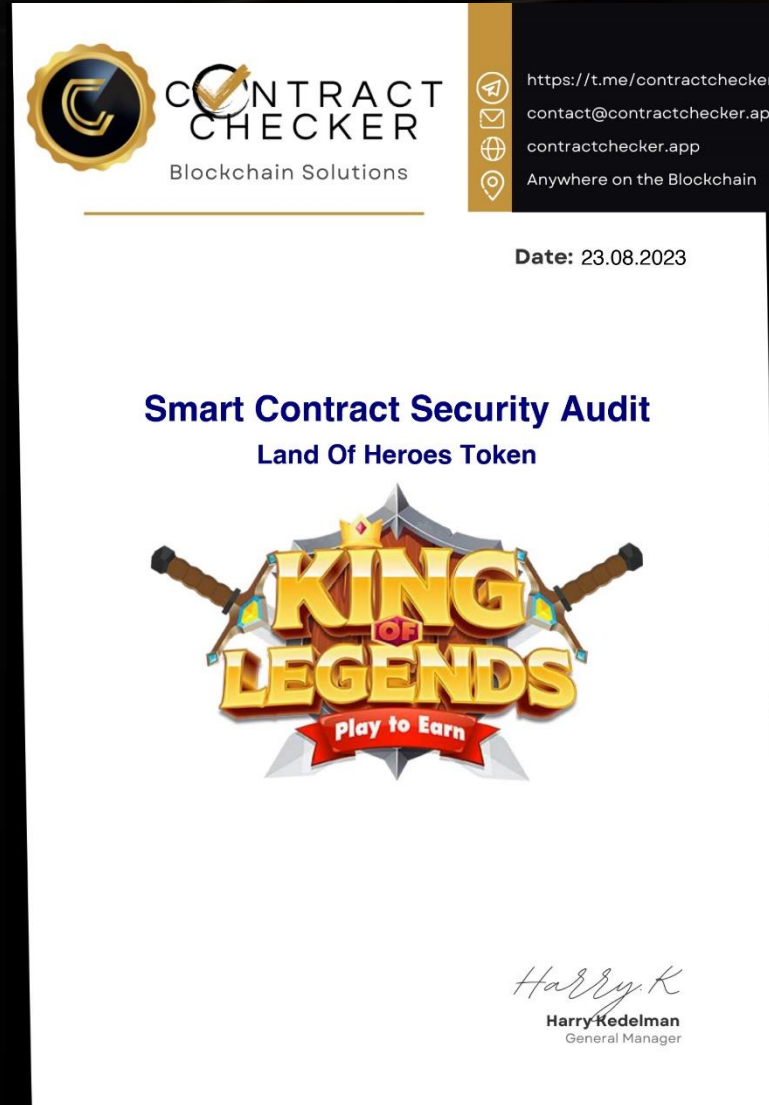 CONTRACT
CHECKER
Blockchain Solutions
https://t.me/contractchecker
contact@contractchecker.ap
contractchecker.app
Anywhere on the Blockchain
Date: 23.08.2023
Smart Contract Security Audit
Land Of Heroes Token
KING
OF
LEGENDS
Play to Earn
Harry.K
Harry Kedelman
General Manager